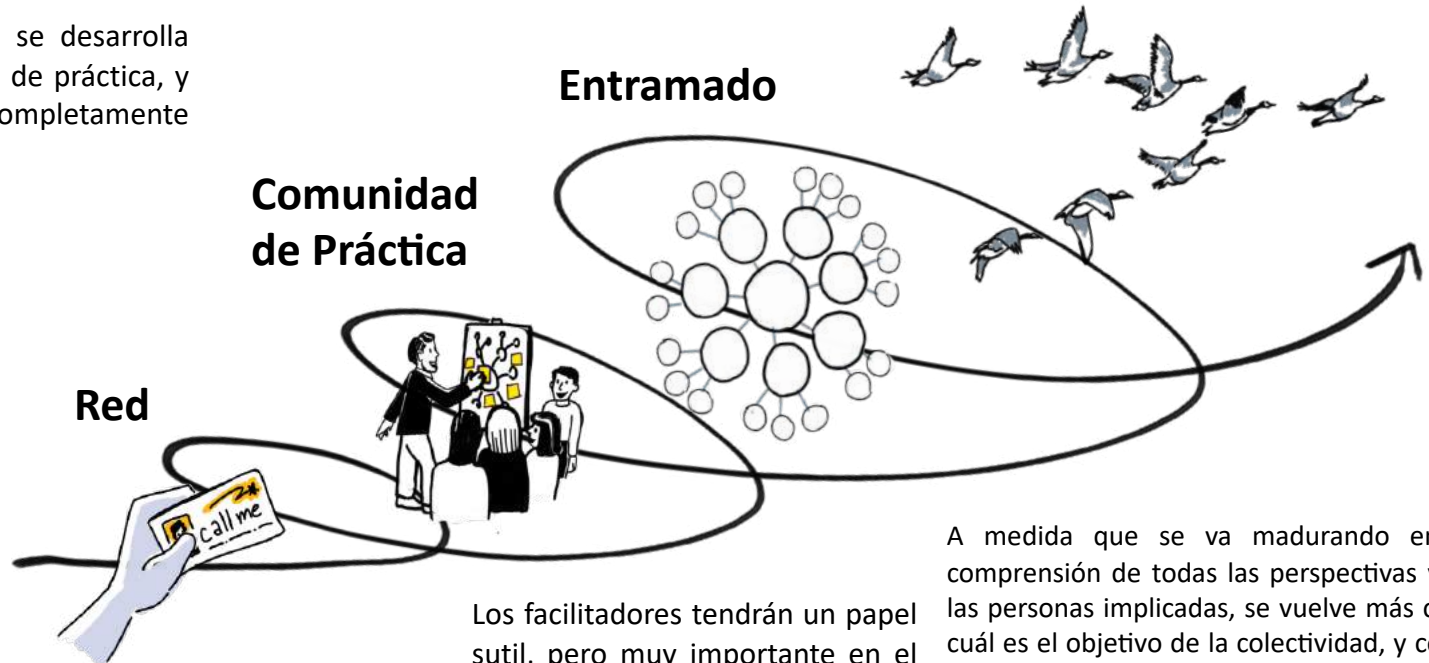 se desarrolla
de práctica, y
ompletamente
Entramado
Comunidad
de Práctica
Red
call me
Los facilitadores tendrán un papel
sutil, pero muy importante en el
A medida que se va madurando en
comprensión de todas las perspectivas
las personas implicadas, se vuelve más
cuál es el objetivo de la colectividad, y